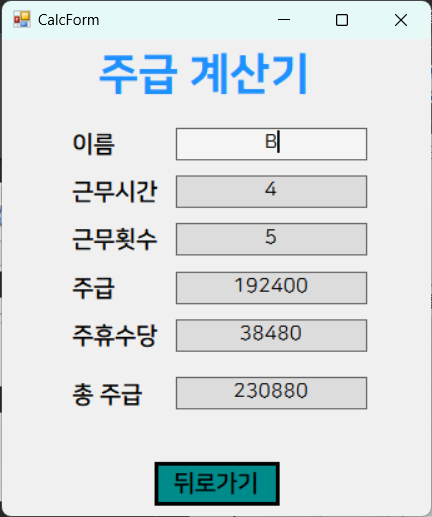 CalcForm
주급 계산기
이름 B
근무시간 4
근무횟수 5
주급 192400
주휴수당 38480
총 주급 230880
뒤로가기